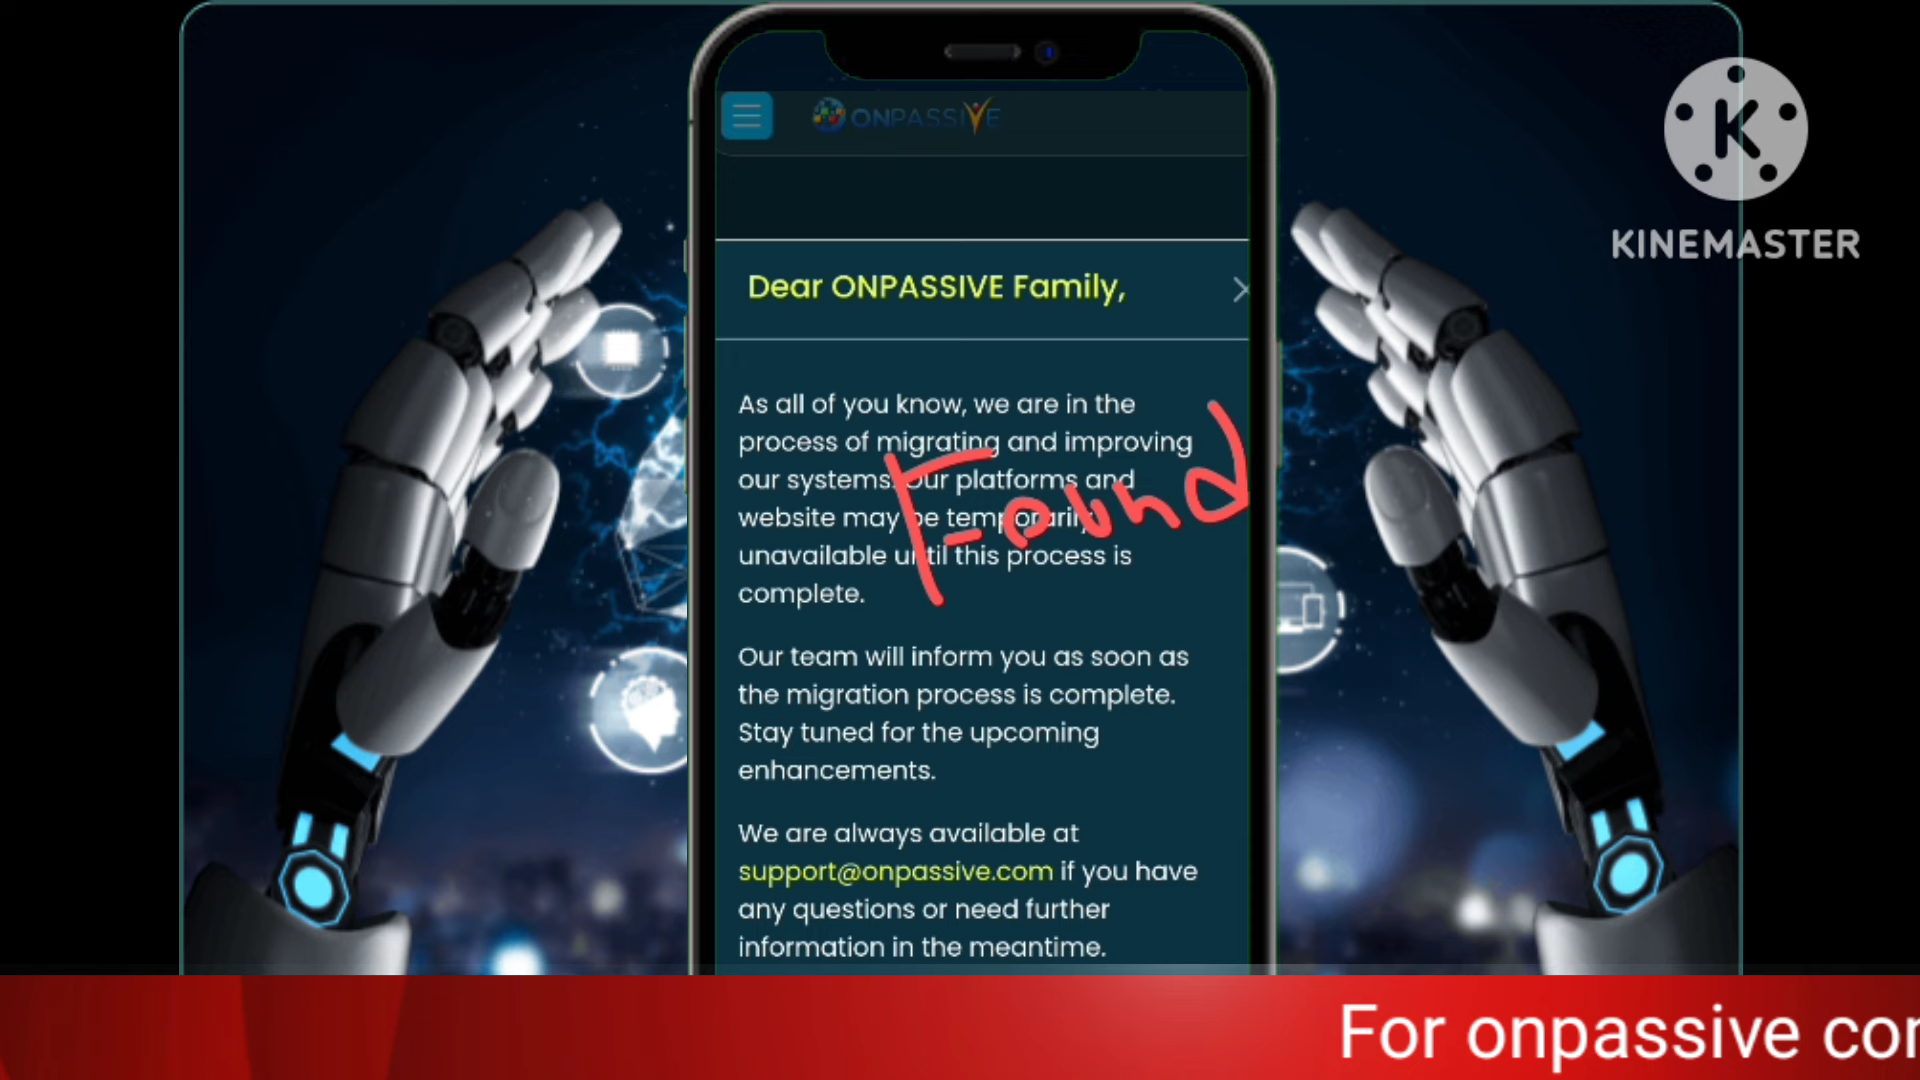 ONPASSIVE
KINEMASTER
Dear ONPASSIVE Family,
As all of you know, we are in the
process of migrating and improving
our systems. Our platforms and
website may be temporarily
unavailable until this process is
complete.
Found
Our team will inform you as soon as
the migration process is complete.
Stay tuned for the upcoming
enhancements.
We are always available at
support@onpassive.com if you have
any questions or need further
information in the meantime.
For onpassive